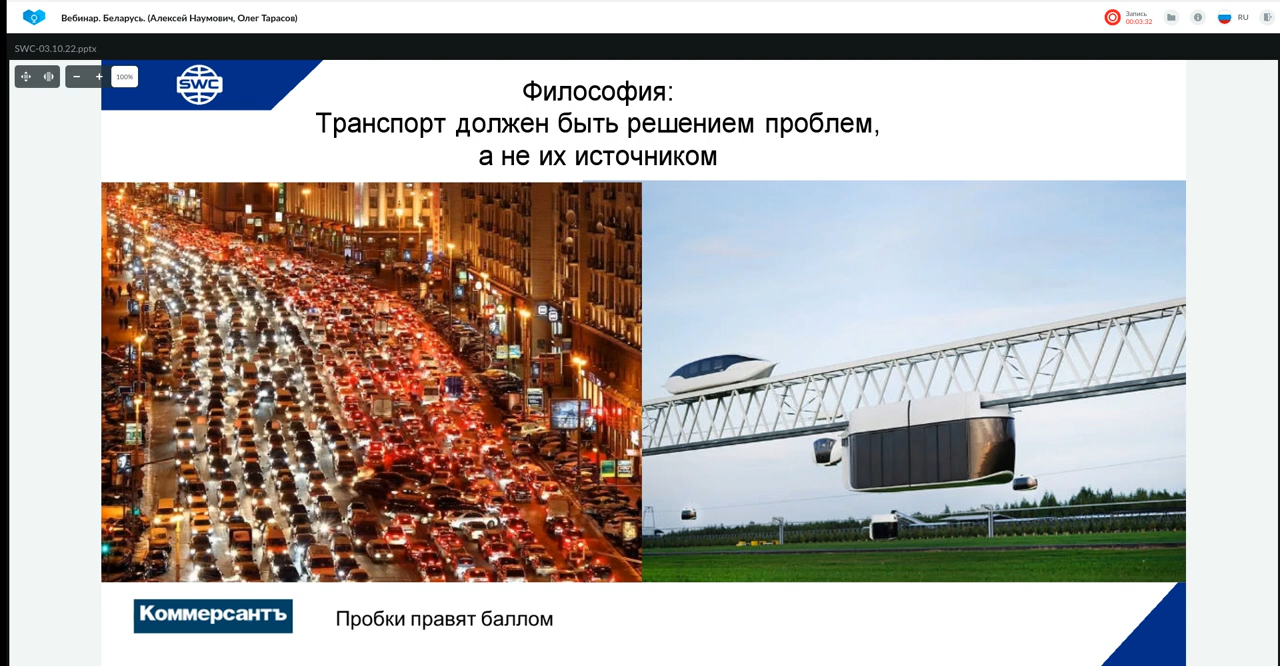 Вебинар. Беларусь. (Алексей Наумович, Олег Тарасов)
Запись
00:03:32
RU
SWC-03.10.22.pptx
100%
SWC
Философия:
Транспорт должен быть решением проблем,
а не их источником
Коммерсантъ
Пробки правят баллом